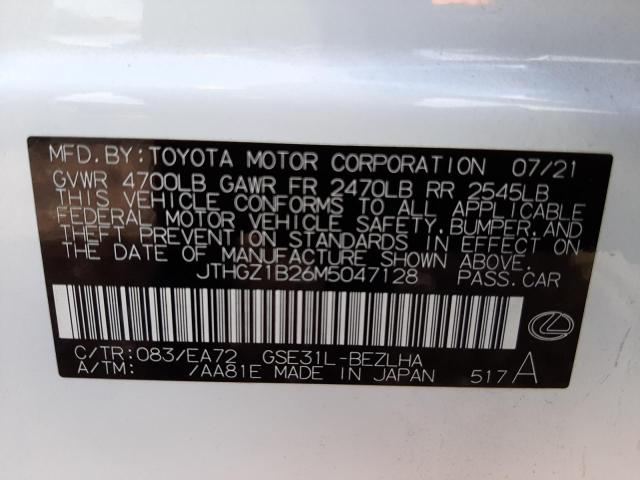 MFD. BY: TOYOTA MOTOR CORPORATION 07/21
GVWR 4700LB GAWR FR 2470LB RR 2545LB
THIS VEHICLE CONFORMS TO ALL APPLICABLE
FEDERAL MOTOR VEHICLE SAFETY, BUMPER, AND
THEFT PREVENTION STANDARDS IN EFFECT ON
THE DATE OF MANUFACTURE SHOWN ABOVE.
JTHGZ1B26M5047128 PASS. CAR
C/TR: 083/EA72 GSE31L-BEZLHA
A/TM: /AA81E MADE IN JAPAN 517A